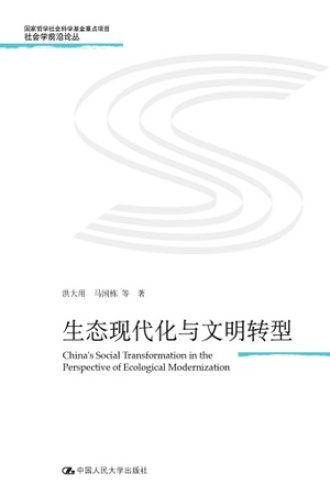 国家哲学社会科学基金重点项目
社会学前沿论丛
洪大用 马国栋 等 著
生态现代化与文明转型
China's Social Transformation in the
Perspective of Ecological Modernization
中国人民大学出版社